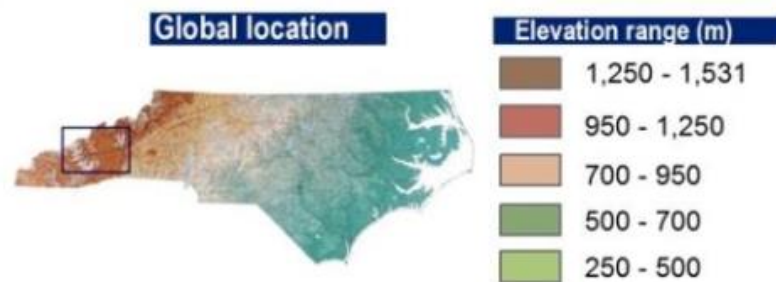 Global location
Elevation range (m)
1,250 - 1,531
950 - 1,250
700 - 950
500 - 700
250 - 500